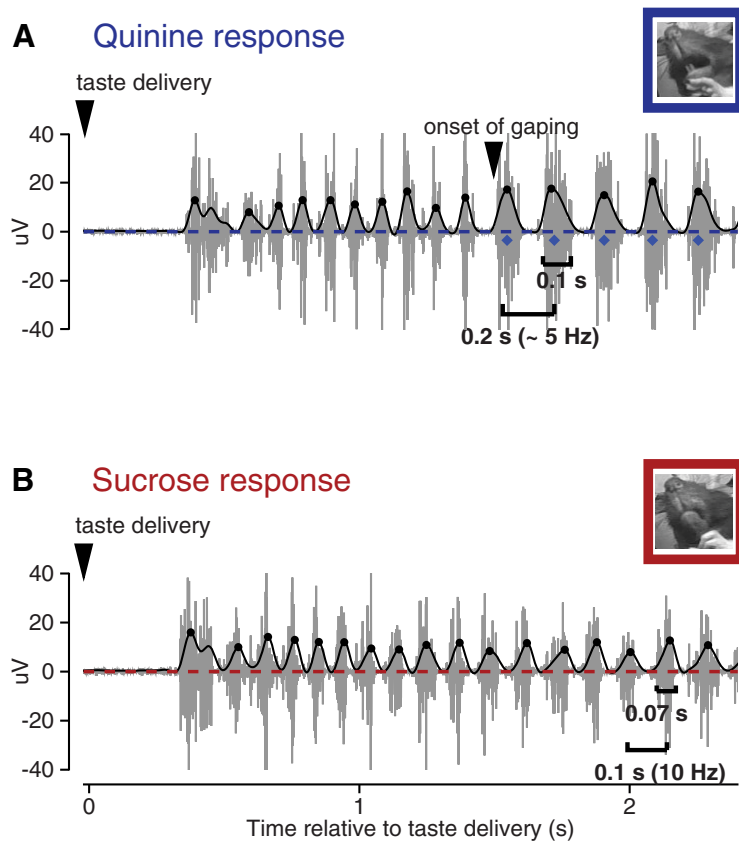 A Quinine response
taste delivery
onset of gaping
40
20
0
-20
-40
uV
0.1 s
0.2 s (~ 5 Hz)
B Sucrose response
taste delivery
40
20
0
-20
-40
uV
0.07 s
0.1 s (10 Hz)
0 1 2
Time relative to taste delivery (s)